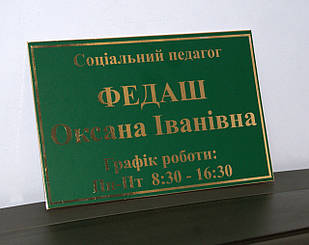 Соціальний педагог
ФЕДАШ
Оксана Іванівна
Графік роботи:
Пн-Пт 8:30 - 16:30